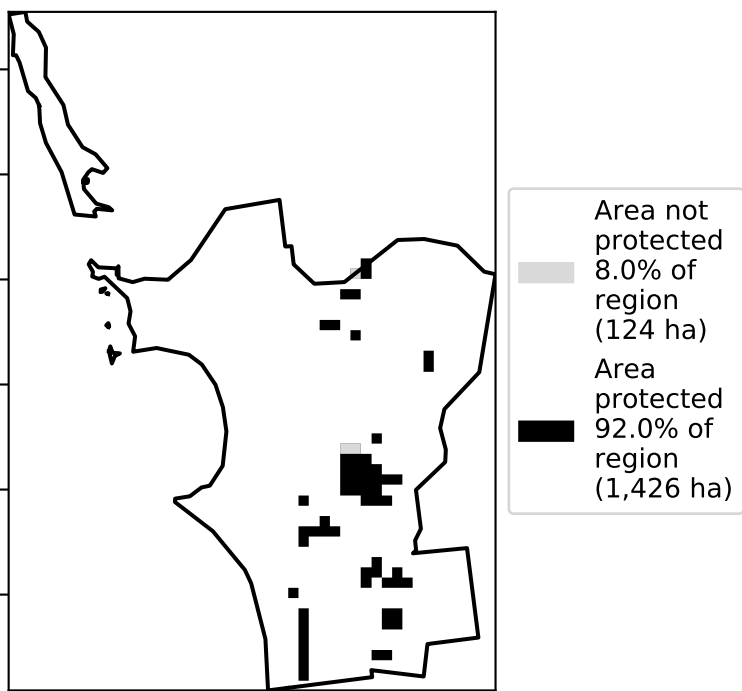 Area not
protected
8.0% of
region
(124 ha)
Area
protected
92.0% of
region
(1,426 ha)